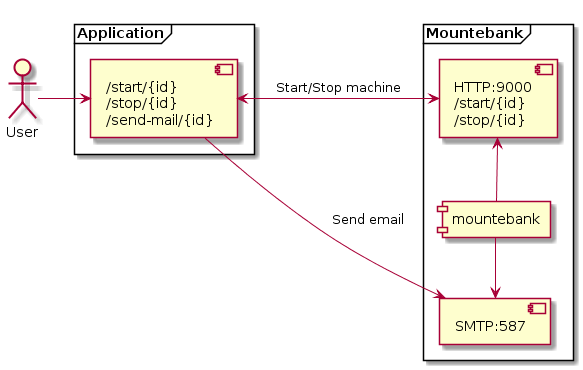 Application
Mountebank
/start/{id}
/stop/{id}
/send-mail/{id}
Start/Stop machine
HTTP:9000
/start/{id}
/stop/{id}
User
Send email
mountebank
SMTP:587